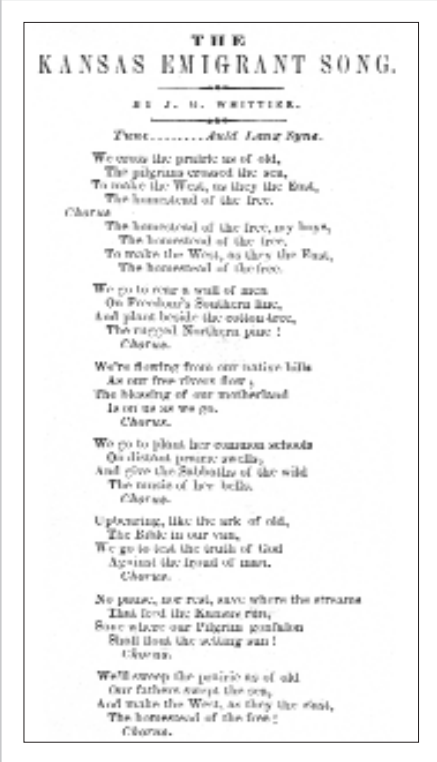 THE
KANSAS EMIGRANT SONG.
BY J. G. WHITTIER.
Tune........Auld Lang Syne.
We cross the prairie as of old,
The pilgrims crossed the sea,
To make the West, as they the East,
The homestead of the free.
Chorus
The homestead of the free, my boys,
The homestead of the free,
To make the West, as they the East,
The homestead of the free.
We go to rear a wall of men
On Freedom's Southern line,
And plant beside the cotton-tree,
The rugged Northern pine!
Chorus.
We're flowing from our native hills
As our free rivers flow;
The blessing of our motherland
Is on us as we go.
Chorus.
We go to plant her common schools
On distant prairie swells,
And give the Sabbaths of the wild
The music of her bells.
Chorus.
Upbearing, like the ark of old,
The Bible in our van,
We go to test the truth of God
Against the fraud of man.
Chorus.
No pause, nor rest, save where the streams
That feed the Kansas run,
Save where our Pilgrim gonfalon
Shall flout the setting sun!
Chorus.
We'll sweep the prairie as of old
Our fathers swept the sea,
And make the West, as they the East,
The homestead of the free!
Chorus.